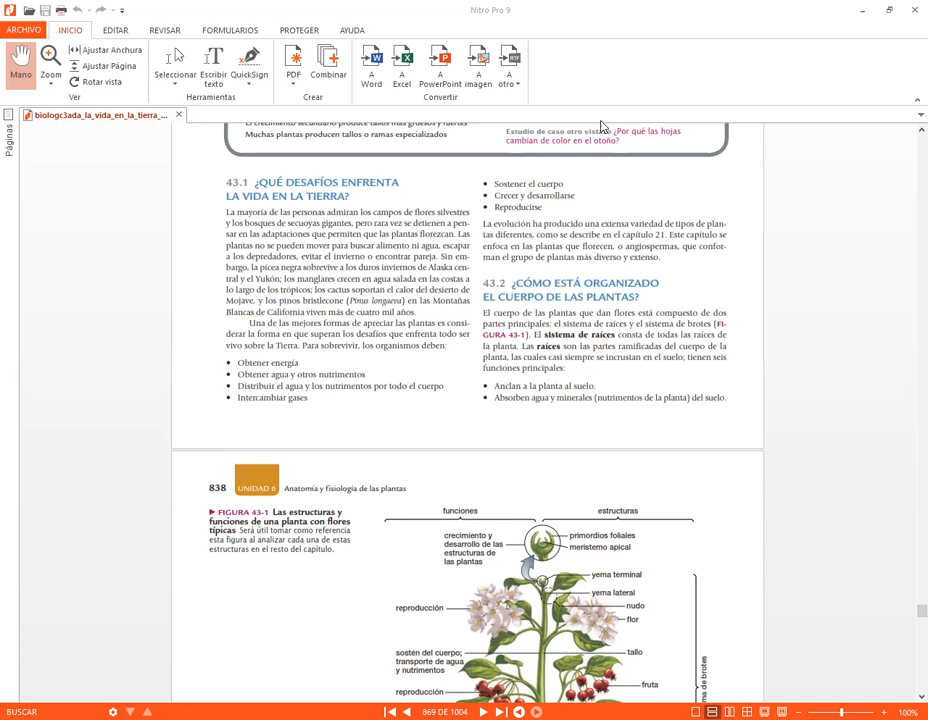 Nitro Pro 9
ARCHIVO INICIO EDITAR REVISAR FORMULARIOS PROTEGER AYUDA
Mano
Zoom
Ajustar Anchura
Ajustar Página
Rotar vista
Ver
Seleccionar
Escribir texto
QuickSign
Herramientas
PDF
Combinar
Crear
A Word
A Excel
A PowerPoint
A imagen
A otro
Convertir
biologc3ada_la_vida_en_la_tierra_...
Páginas
El crecimiento secundario produce tallos más gruesos y fuertes
Muchas plantas producen tallos o ramas especializados
Estudio de caso otro vistazo ¿Por qué las hojas
cambian de color en el otoño?
43.1 ¿QUÉ DESAFÍOS ENFRENTA
LA VIDA EN LA TIERRA?
La mayoría de las personas admiran los campos de flores silvestres
y los bosques de secuoyas gigantes, pero rara vez se detienen a pen-
sar en las adaptaciones que permiten que las plantas florezcan. Las
plantas no se pueden mover para buscar alimento ni agua, escapar
a los depredadores, evitar el invierno o encontrar pareja. Sin em-
bargo, la pícea negra sobrevive a los duros inviernos de Alaska cen-
tral y el Yukón; los manglares crecen en agua salada en las costas a
lo largo de los trópicos; los cactus soportan el calor del desierto de
Mojave, y los pinos bristlecone (Pinus longaeva) en las Montañas
Blancas de California viven más de cuatro mil años.
Una de las mejores formas de apreciar las plantas es consi-
derar la forma en que superan los desafíos que enfrenta todo ser
vivo sobre la Tierra. Para sobrevivir, los organismos deben:
• Obtener energía
• Obtener agua y otros nutrimentos
• Distribuir el agua y los nutrimentos por todo el cuerpo
• Intercambiar gases
• Sostener el cuerpo
• Crecer y desarrollarse
• Reproducirse
La evolución ha producido una extensa variedad de tipos de plan-
tas diferentes, como se describe en el capítulo 21. Este capítulo se
enfoca en las plantas que florecen, o angiospermas, que confor-
man el grupo de plantas más diverso y extenso.
43.2 ¿CÓMO ESTÁ ORGANIZADO
EL CUERPO DE LAS PLANTAS?
El cuerpo de las plantas que dan flores está compuesto de dos
partes principales: el sistema de raíces y el sistema de brotes (FI-
GURA 43-1). El sistema de raíces consta de todas las raíces de
la planta. Las raíces son las partes ramificadas del cuerpo de la
planta, las cuales casi siempre se incrustan en el suelo; tienen seis
funciones principales:
• Anclan a la planta al suelo.
• Absorben agua y minerales (nutrimentos de la planta) del suelo.
838 UNIDAD 6 Anatomía y fisiología de las plantas
▶ FIGURA 43-1 Las estructuras y
funciones de una planta con flores
típicas Será útil tomar como referencia
esta figura al analizar cada una de estas
estructuras en el resto del capítulo.
funciones
estructuras
crecimiento y
desarrollo de las
estructuras de
las plantas
primordios foliales
meristemo apical
yema terminal
yema lateral
reproducción
nudo
flor
sostén del cuerpo;
transporte de agua
y nutrimentos
tallo
fruta
reproducción
ma de brotes)
BUSCAR
869 DE 1004
100%